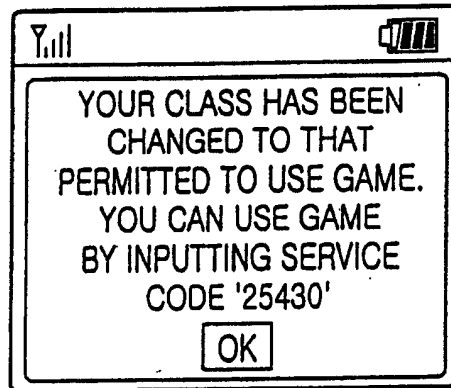 YOUR CLASS HAS BEEN
CHANGED TO THAT
PERMITTED TO USE GAME.
YOU CAN USE GAME
BY INPUTTING SERVICE
CODE '25430'
OK